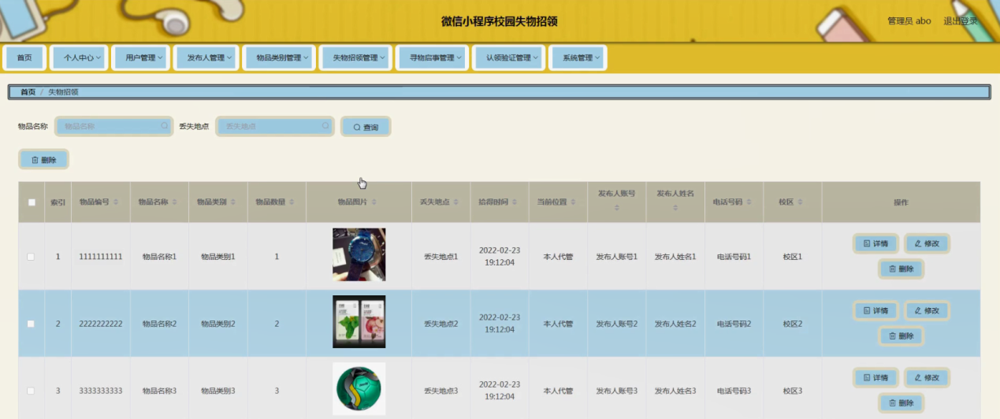 微信小程序校园失物招领
管理员 abo 退出登录
首页 个人中心 用户管理 发布人管理 物品类别管理 失物招领管理 寻物启事管理 认领验证管理 系统管理
首页 / 失物招领
物品名称 物品名称 丢失地点 丢失地点 查询
删除
索引 物品编号 物品名称 物品类别 物品数量 物品图片 丢失地点 拾得时间 当前位置 发布人账号 发布人姓名 电话号码 校区 操作
1 1111111111 物品名称1 物品类别1 1 丢失地点1 2022-02-23 19:12:04 本人代管 发布人账号1 发布人姓名1 电话号码1 校区1 详情 修改
删除
2 2222222222 物品名称2 物品类别2 2 丢失地点2 2022-02-23 19:12:04 本人代管 发布人账号2 发布人姓名2 电话号码2 校区2 详情 修改
删除
3 3333333333 物品名称3 物品类别3 3 丢失地点3 2022-02-23 19:12:04 本人代管 发布人账号3 发布人姓名3 电话号码3 校区3 详情 修改
删除